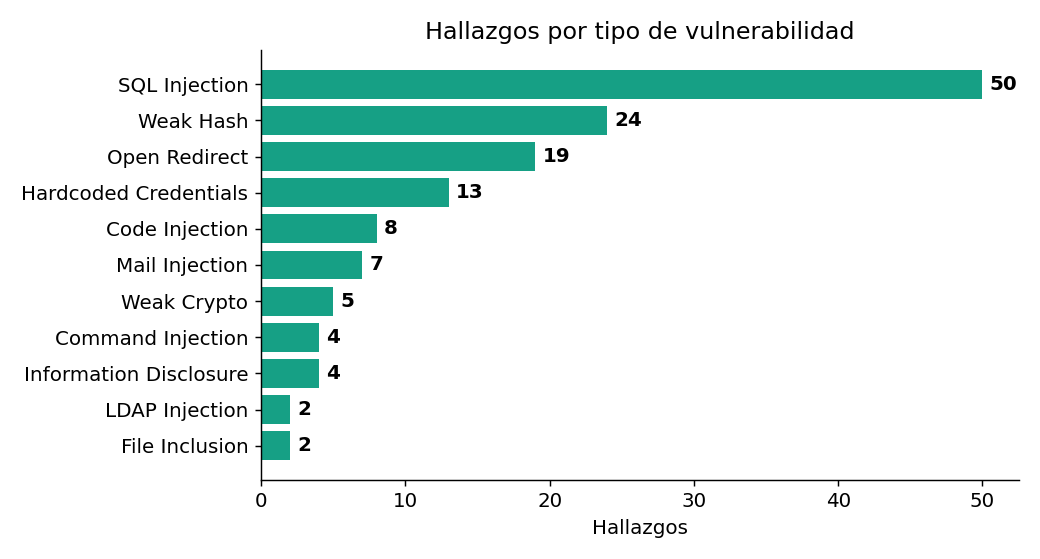 Hallazgos por tipo de vulnerabilidad
SQL Injection 50
Weak Hash 24
Open Redirect 19
Hardcoded Credentials 13
Code Injection 8
Mail Injection 7
Weak Crypto 5
Command Injection 4
Information Disclosure 4
LDAP Injection 2
File Inclusion 2
0 10 20 30 40 50
Hallazgos